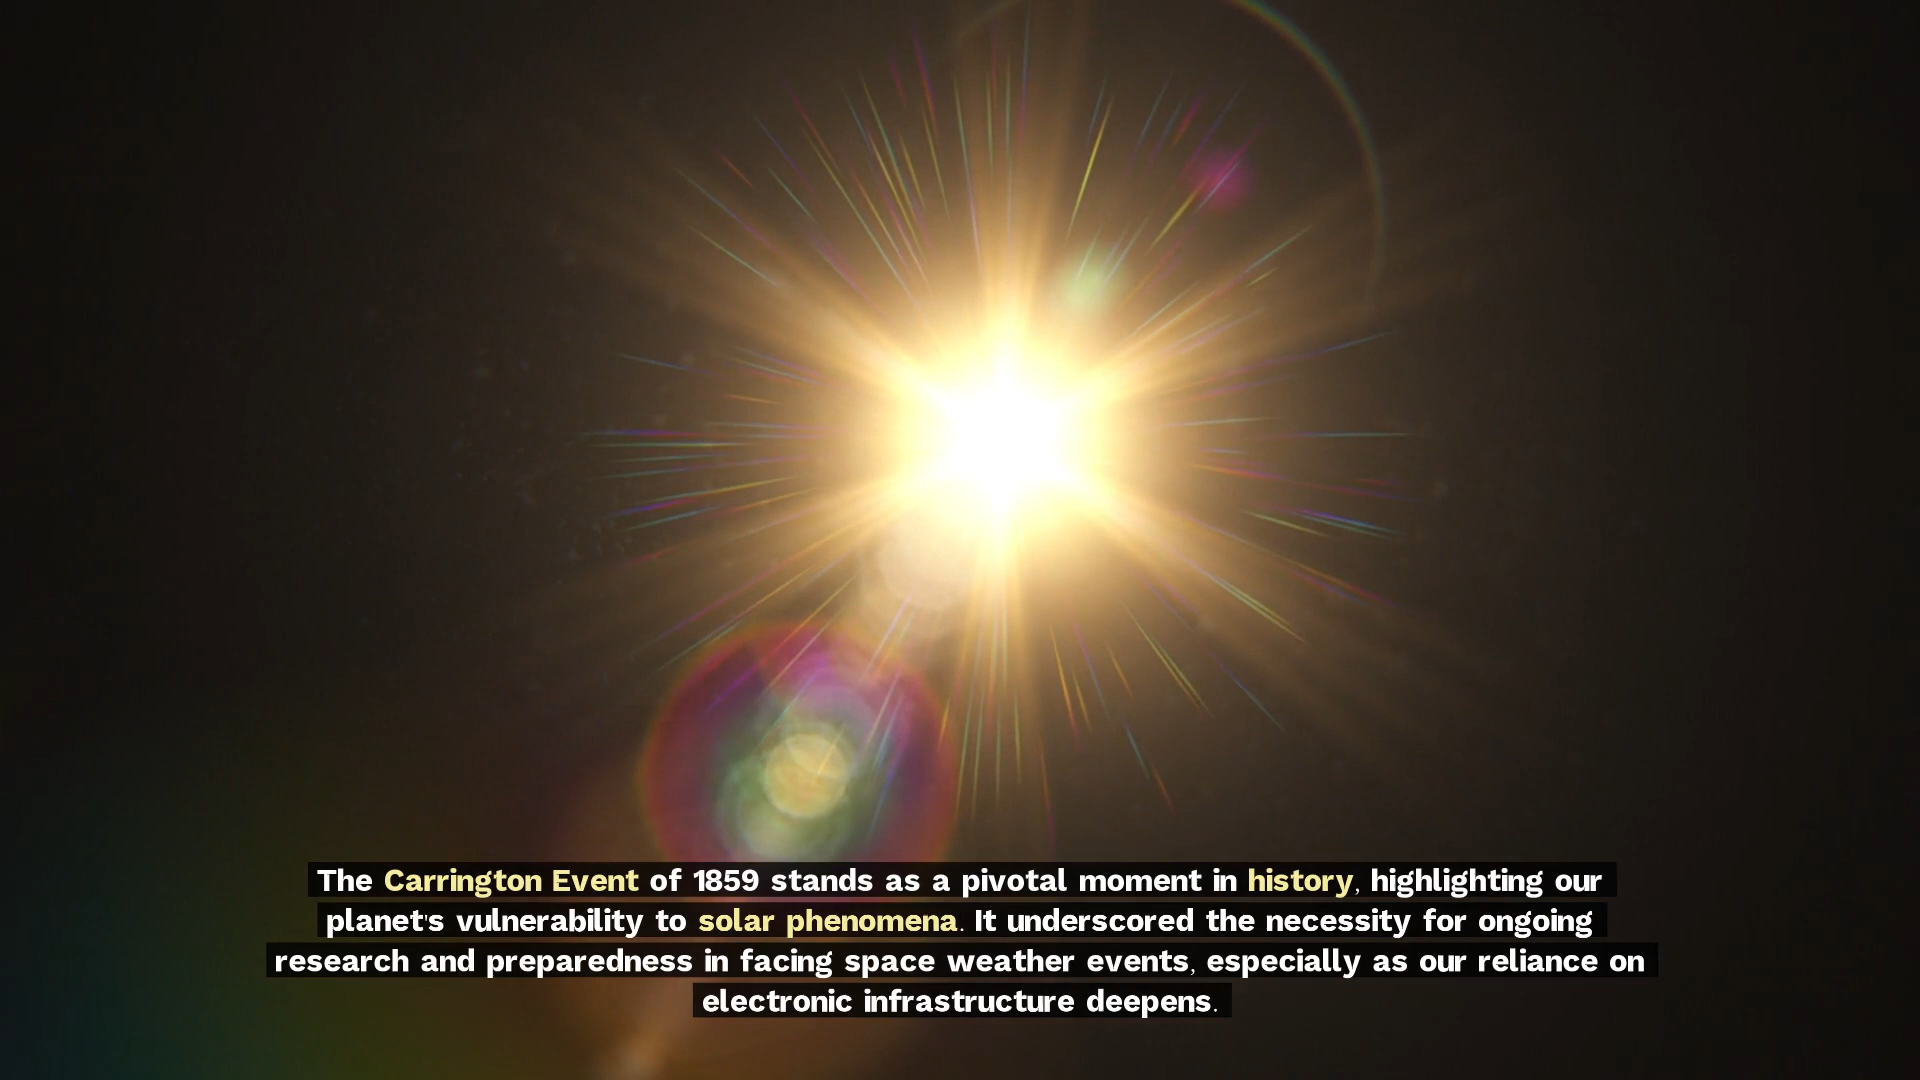 The Carrington Event of 1859 stands as a pivotal moment in history, highlighting our
planet's vulnerability to solar phenomena. It underscored the necessity for ongoing
research and preparedness in facing space weather events, especially as our reliance on
electronic infrastructure deepens.